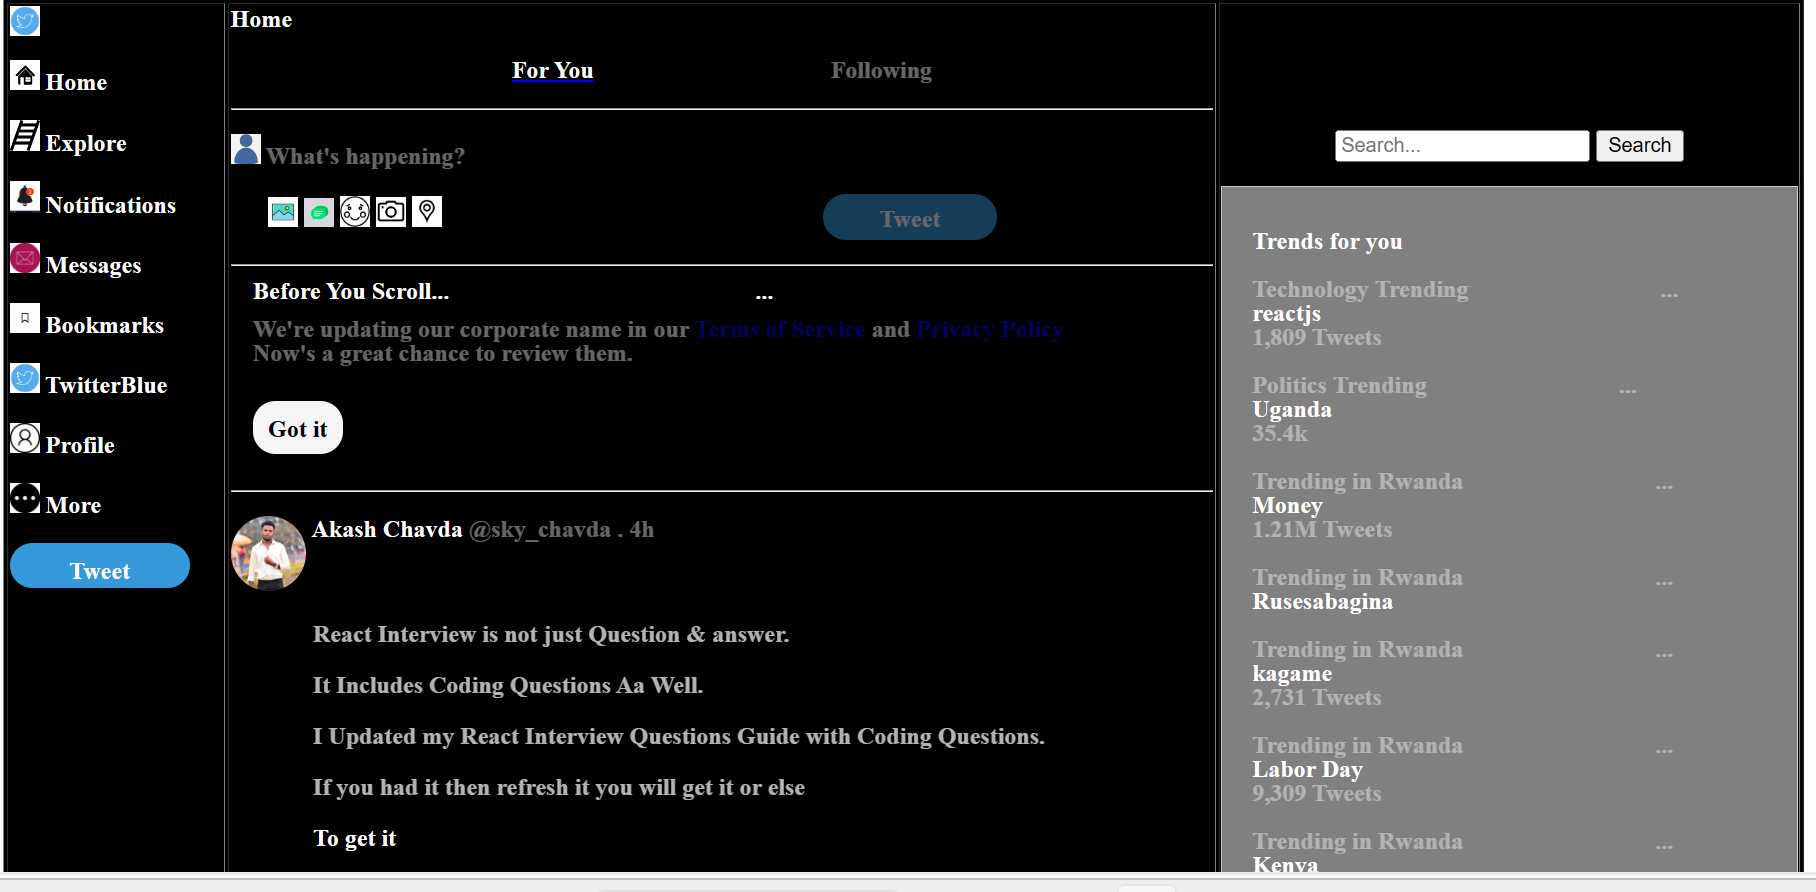 Home
Explore
Notifications
Messages
Bookmarks
TwitterBlue
Profile
More
Tweet
Home
For You
Following
What's happening?
Tweet
Before You Scroll...
...
We're updating our corporate name in our Terms of Service and Privacy Policy
Now's a great chance to review them.
Got it
Akash Chavda @sky_chavda . 4h
React Interview is not just Question & answer.
It Includes Coding Questions Aa Well.
I Updated my React Interview Questions Guide with Coding Questions.
If you had it then refresh it you will get it or else
To get it
Search...
Search
Trends for you
Technology Trending ...
reactjs
1,809 Tweets
Politics Trending ...
Uganda
35.4k
Trending in Rwanda ...
Money
1.21M Tweets
Trending in Rwanda ...
Rusesabagina
Trending in Rwanda ...
kagame
2,731 Tweets
Trending in Rwanda ...
Labor Day
9,309 Tweets
Trending in Rwanda ...
Kenya